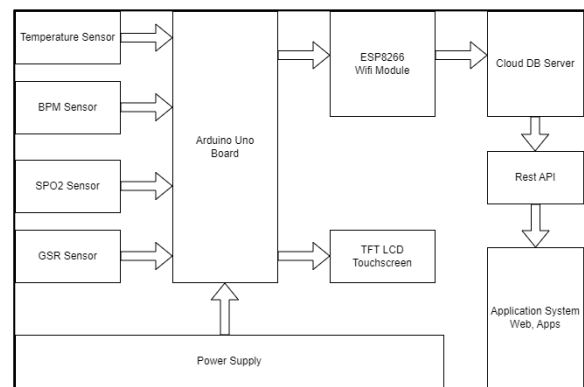 Temperature Sensor
BPM Sensor
SPO2 Sensor
GSR Sensor
Arduino Uno
Board
ESP8266
Wifi Module
TFT LCD
Touchscreen
Cloud DB Server
Rest API
Application System
Web, Apps
Power Supply